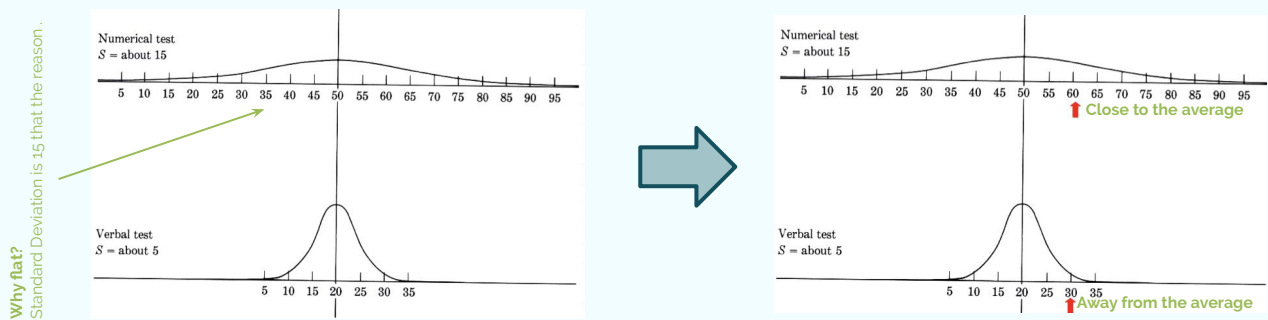 Why flat?
Standard Deviation is 15 that the reason .
Numerical test
S = about 15
5 10 15 20 25 30 35 40 45 50 55 60 65 70 75 80 85 90 95
Verbal test
S = about 5
5 10 15 20 25 30 35
Numerical test
S = about 15
5 10 15 20 25 30 35 40 45 50 55 60 65 70 75 80 85 90 95
Close to the average
Verbal test
S = about 5
5 10 15 20 25 30 35
Away from the average